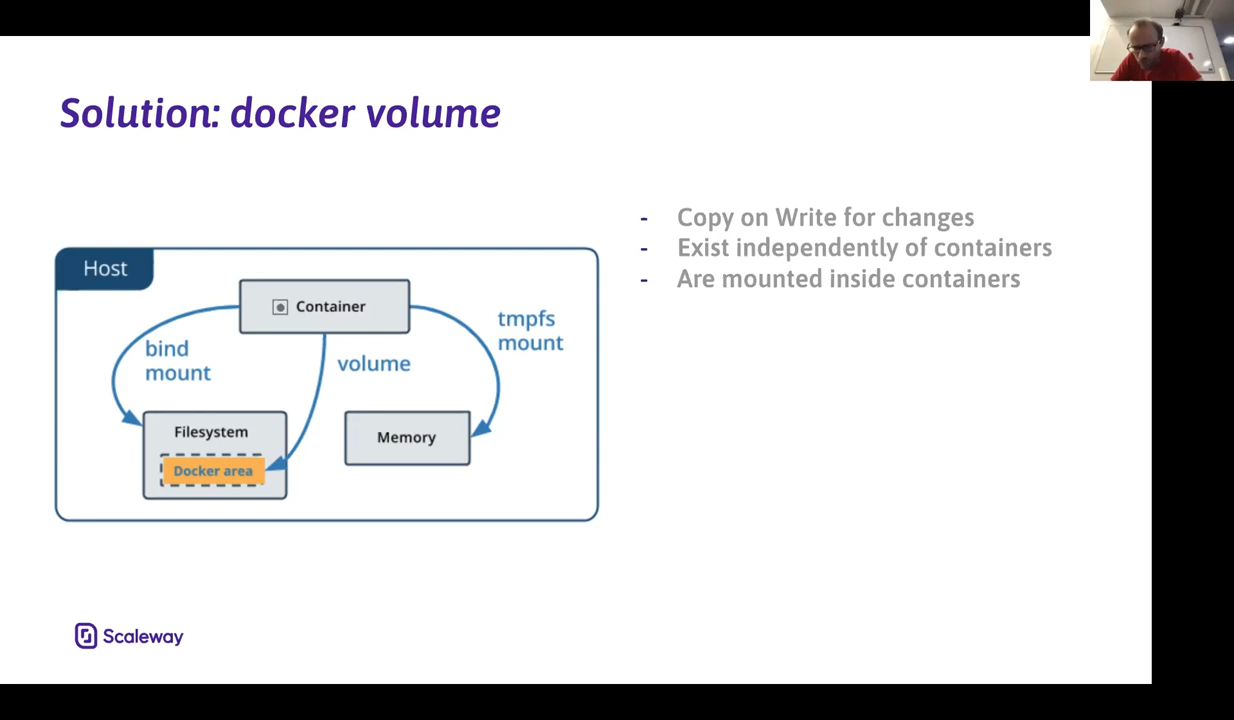 Solution: docker volume
- Copy on Write for changes
- Exist independently of containers
- Are mounted inside containers
Host
Container
bind
mount
volume
tmpfs
mount
Filesystem
Docker area
Memory
Scaleway